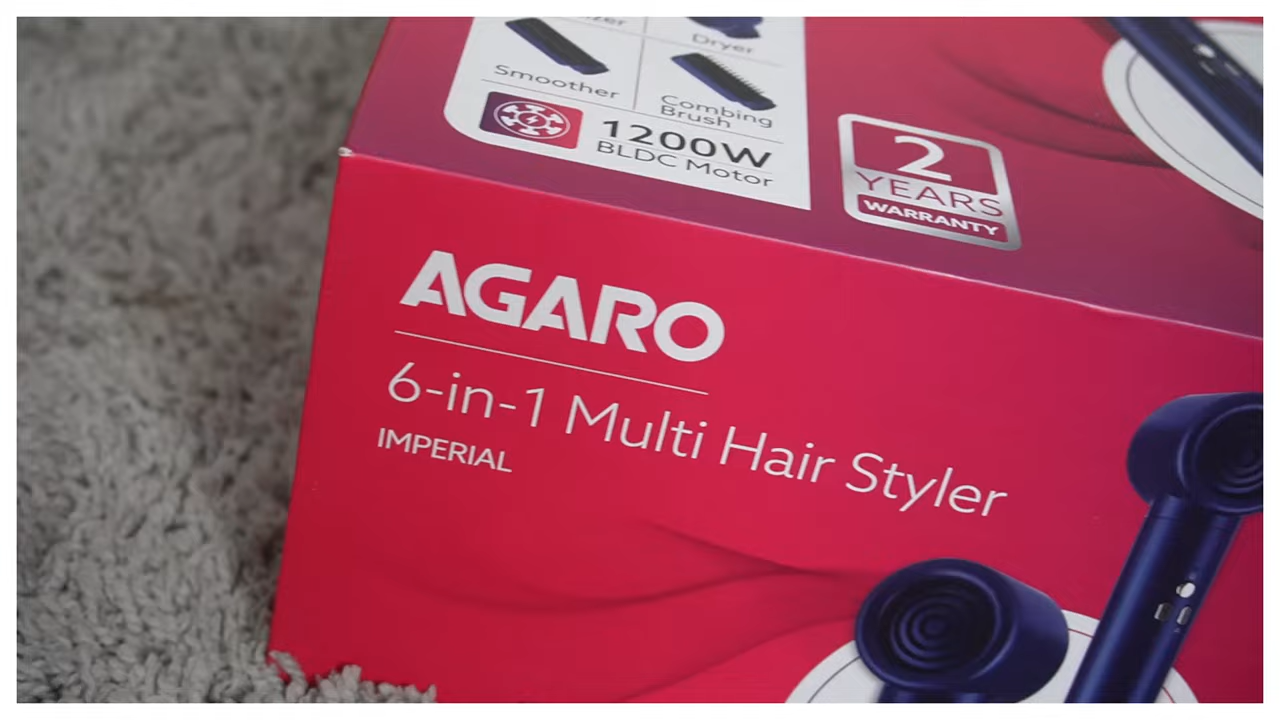 Dryer
Smoother
Combing
Brush
1200W
BLDC Motor
2
YEARS
WARRANTY
AGARO
6-in-1 Multi Hair Styler
IMPERIAL